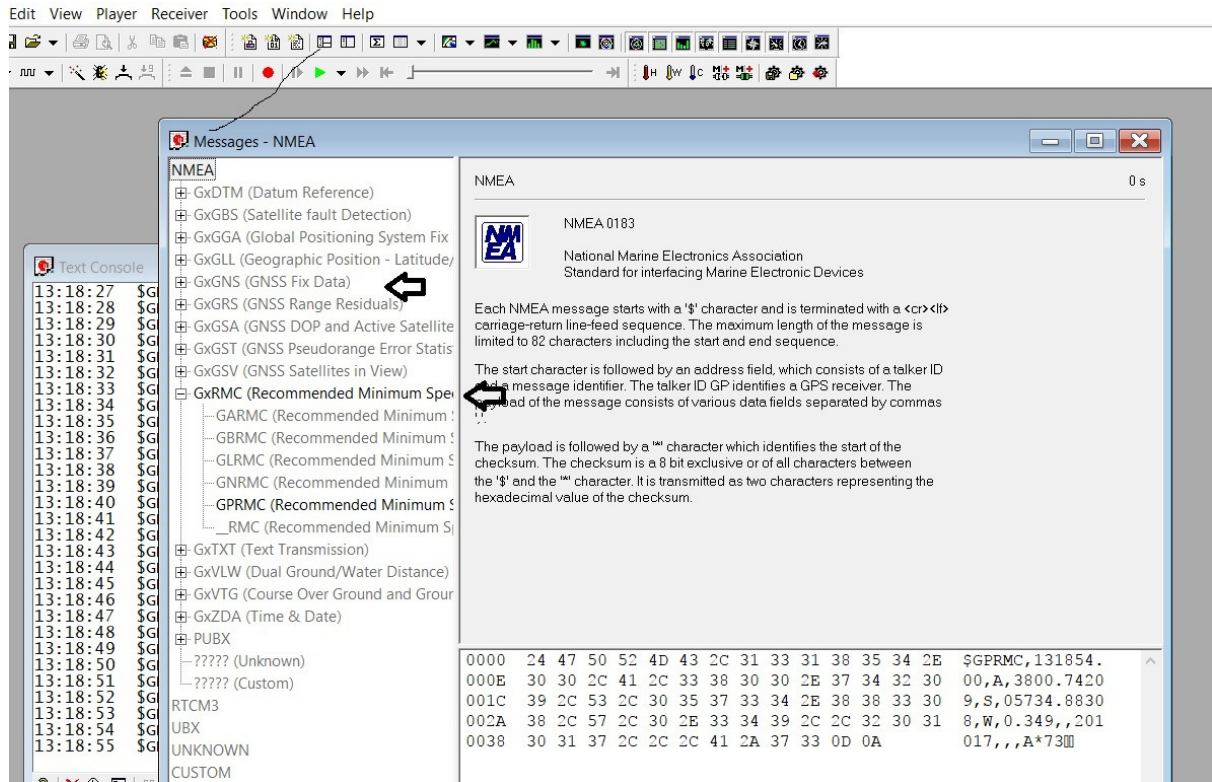 Edit View Player Receiver Tools Window Help
Messages - NMEA
NMEA
GxDTM (Datum Reference)
GxGBS (Satellite fault Detection)
GxGGA (Global Positioning System Fix
GxGLL (Geographic Position - Latitude/
GxGNS (GNSS Fix Data)
GxGRS (GNSS Range Residuals)
GxGSA (GNSS DOP and Active Satellite
GxGST (GNSS Pseudorange Error Statis
GxGSV (GNSS Satellites in View)
GxRMC (Recommended Minimum Spe
GARMC (Recommended Minimum
GBRMC (Recommended Minimum S
GLRMC (Recommended Minimum S
GNRMC (Recommended Minimum
GPRMC (Recommended Minimum S
__RMC (Recommended Minimum S
GxTXT (Text Transmission)
GxVLW (Dual Ground/Water Distance)
GxVTG (Course Over Ground and Grour
GxZDA (Time & Date)
PUBX
????? (Unknown)
????? (Custom)
RTCM3
UBX
UNKNOWN
CUSTOM
NMEA 0 s
NMEA
NMEA 0183
National Marine Electronics Association
Standard for interfacing Marine Electronic Devices
Each NMEA message starts with a '$' character and is terminated with a <cr><lf>
carriage-return line-feed sequence. The maximum length of the message is
limited to 82 characters including the start and end sequence.
The start character is followed by an address field, which consists of a talker ID
and a message identifier. The talker ID GP identifies a GPS receiver. The
payload of the message consists of various data fields separated by commas
','.
The payload is followed by a '*' character which identifies the start of the
checksum. The checksum is a 8 bit exclusive or of all characters between
the '$' and the '*' character. It is transmitted as two characters representing the
hexadecimal value of the checksum.
0000 24 47 50 52 4D 43 2C 31 33 31 38 35 34 2E $GPRMC,131854.
000E 30 30 2C 41 2C 33 38 30 30 2E 37 34 32 30 00,A,3800.7420
001C 39 2C 53 2C 30 35 37 33 34 2E 38 38 33 30 9,S,05734.8830
002A 38 2C 57 2C 30 2E 33 34 39 2C 2C 32 30 31 8,W,0.349,,201
0038 30 31 37 2C 2C 2C 41 2A 37 33 0D 0A 017,,,A*73
Text Console
13:18:27 $G
13:18:28 $G
13:18:29 $G
13:18:30 $G
13:18:31 $G
13:18:32 $G
13:18:33 $G
13:18:34 $G
13:18:35 $G
13:18:36 $G
13:18:37 $G
13:18:38 $G
13:18:39 $G
13:18:40 $G
13:18:41 $G
13:18:42 $G
13:18:43 $G
13:18:44 $G
13:18:45 $G
13:18:46 $G
13:18:47 $G
13:18:48 $G
13:18:49 $G
13:18:50 $G
13:18:51 $G
13:18:52 $G
13:18:53 $G
13:18:54 $G
13:18:55 $G